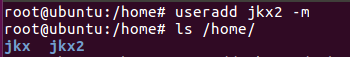 root@ubuntu:/home# useradd jkx2 -m
root@ubuntu:/home# ls /home/
jkx  jkx2